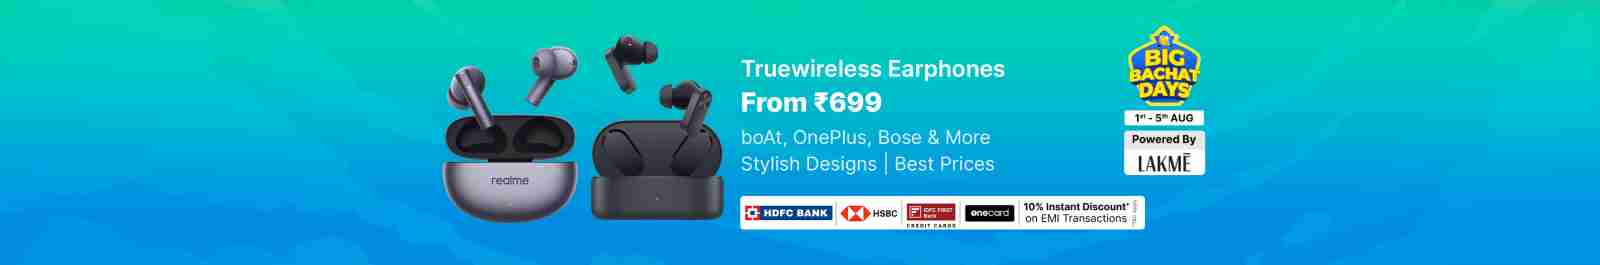 Truewireless Earphones
From ₹699
boAt, OnePlus, Bose & More
Stylish Designs | Best Prices
HDFC BANK
HSBC
IDFC FIRST
Bank
CREDIT CARDS
onecard
10% Instant Discount*
on EMI Transactions
BIG
BACHAT
DAYS
1st - 5th AUG
Powered By
LAKMĒ
realme